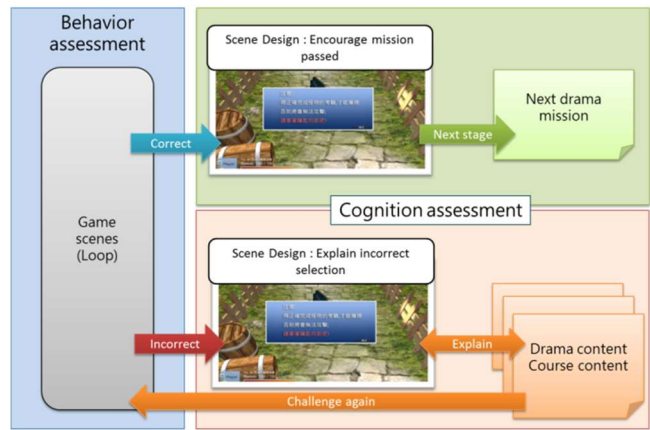 Behavior
assessment
Scene Design : Encourage mission
passed
Next drama
mission
Correct
Next stage
Game
scenes
(Loop)
Cognition assessment
Scene Design : Explain incorrect
selection
Incorrect
Explain
Drama content
Course content
Challenge again